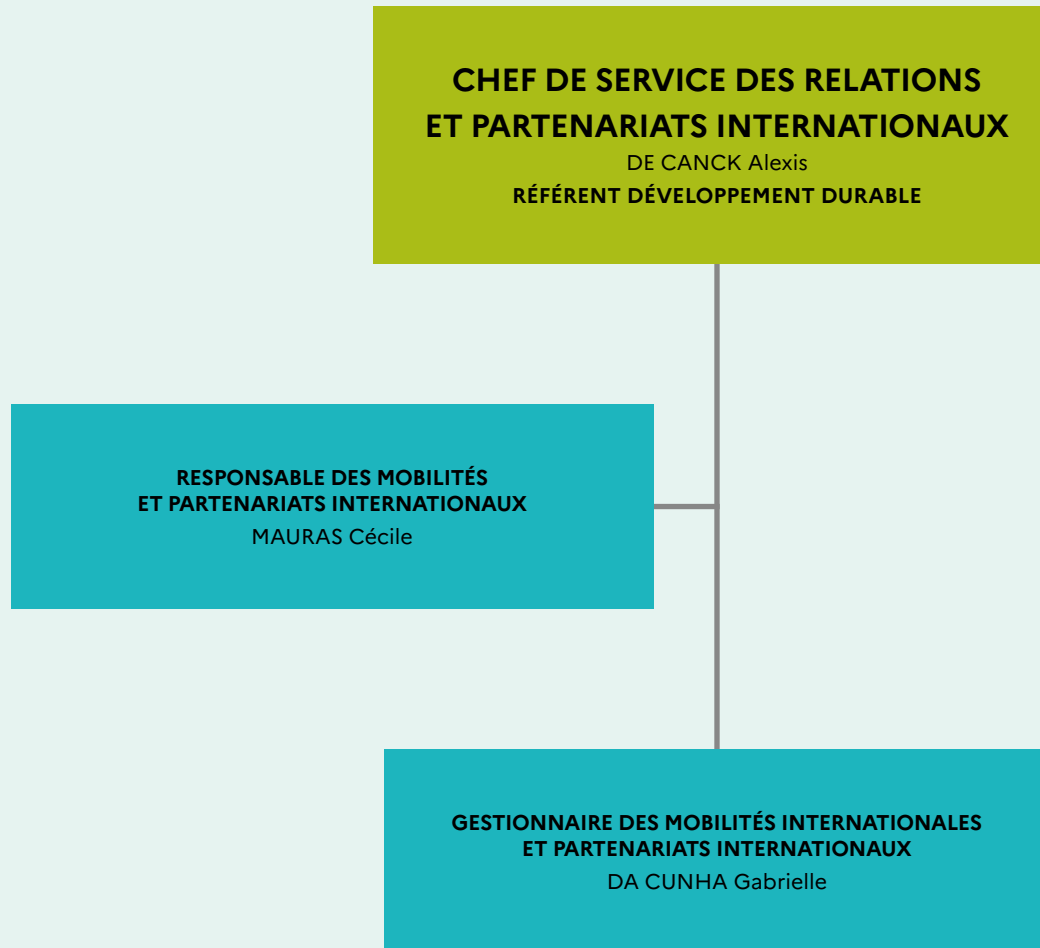 CHEF DE SERVICE DES RELATIONS
ET PARTENARIATS INTERNATIONAUX
DE CANCK Alexis
RÉFÉRENT DÉVELOPPEMENT DURABLE
RESPONSABLE DES MOBILITÉS
ET PARTENARIATS INTERNATIONAUX
MAURAS Cécile
GESTIONNAIRE DES MOBILITÉS INTERNATIONALES
ET PARTENARIATS INTERNATIONAUX
DA CUNHA Gabrielle